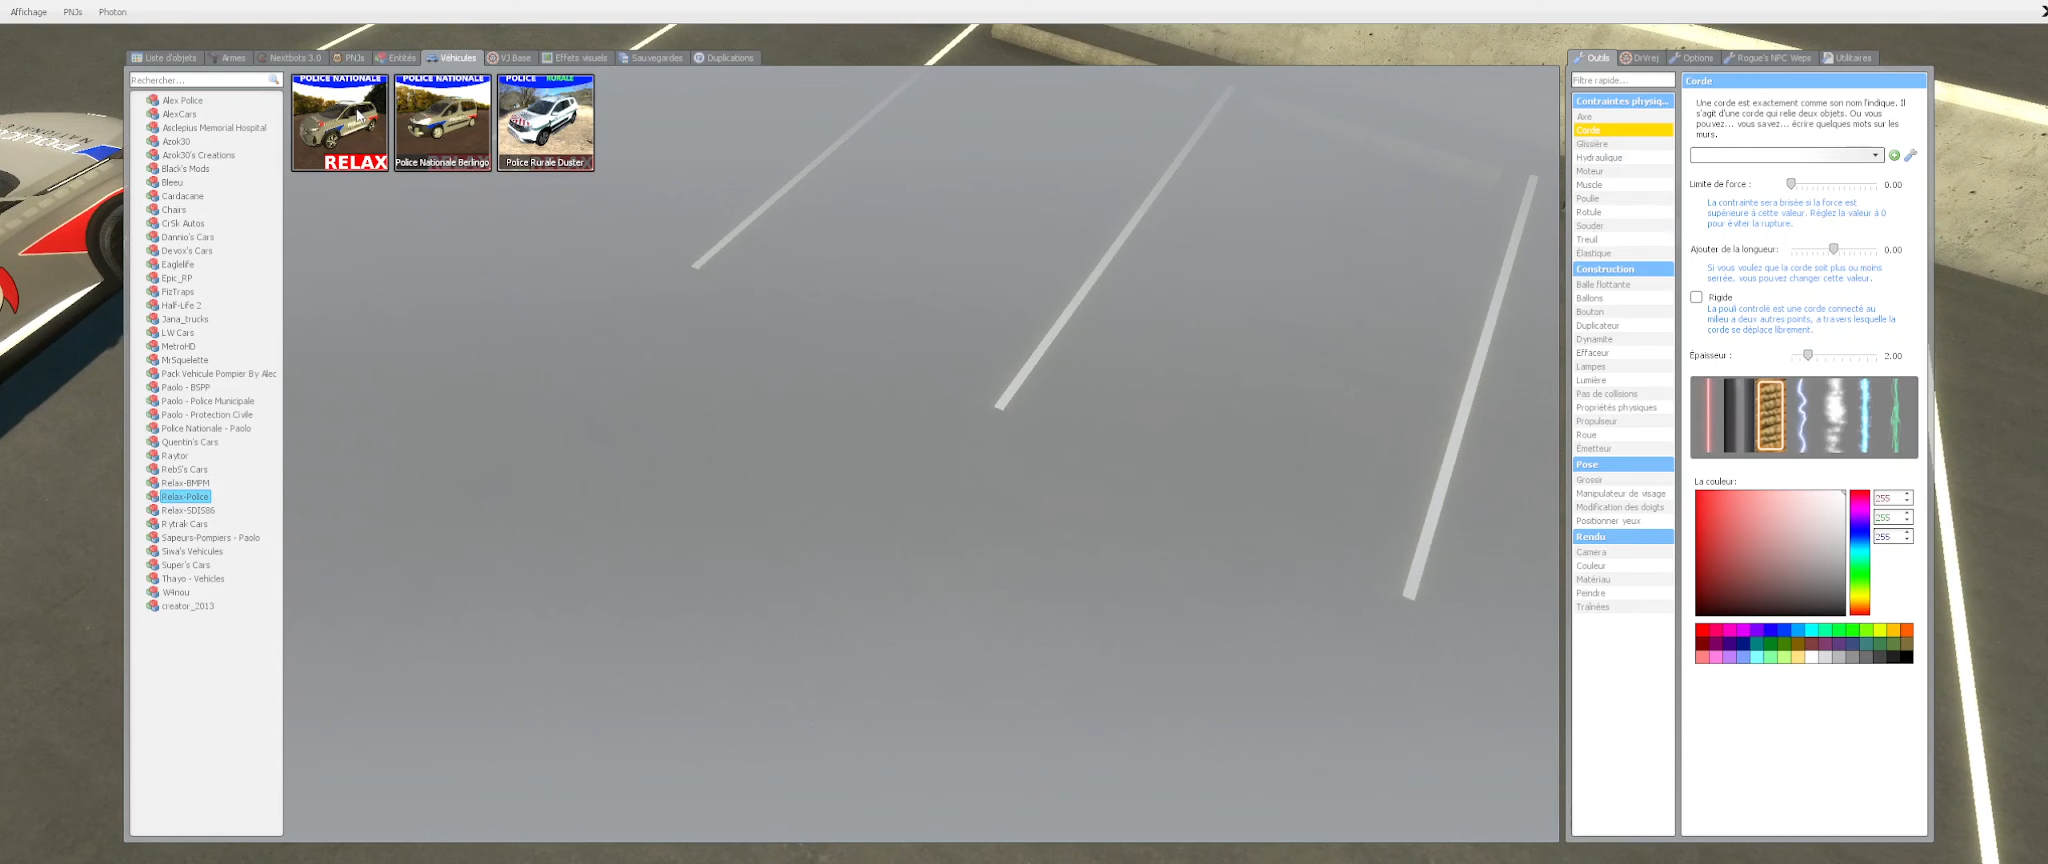 Affichage PNJs Photon
Liste d'objets Armes Nextbots 3.0 PNJs Entités Véhicules VJ Base Effets visuels Sauvegardes Duplications
Rechercher...
Alex Police
AlexCars
Asclepius Memorial Hospital
Azok30
Azok30's Creations
Black's Mods
Bleeu
Cardacane
Chairs
CrSk Autos
Dannio's Cars
Devox's Cars
Eaglelife
Epic_RP
FizTraps
Half-Life 2
Jana_trucks
LW Cars
MetroHD
MrSquelette
Pack Vehicule Pompier By Alec
Paolo - BSPP
Paolo - Police Municipale
Paolo - Protection Civile
Police Nationale - Paolo
Quentin's Cars
Raytor
RebS's Cars
Relax-BMPM
Relax-Police
Relax-SDIS86
Rytrak Cars
Sapeurs-Pompiers - Paolo
Siwa's Vehicules
Super's Cars
Thayo - Vehicles
W4nou
creator_2013
POLICE NATIONALE
RELAX
POLICE NATIONALE
Police Nationale Berlingo
POLICE RURALE
Police Rurale Duster
Outils DrVrej Options Rogue's NPC Weps Utilitaires
Filtre rapide...
Contraintes physiq...
Axe
Corde
Glissière
Hydraulique
Moteur
Muscle
Poulie
Rotule
Souder
Treuil
Élastique
Construction
Balle flottante
Ballons
Bouton
Duplicateur
Dynamite
Effaceur
Lampes
Lumière
Pas de collisions
Propriétés physiques
Propulseur
Roue
Émetteur
Pose
Grossir
Manipulateur de visage
Modification des doigts
Positionner yeux
Rendu
Camera
Couleur
Matériau
Peindre
Traînées
Corde
Une corde est exactement comme son nom l'indique. Il
s'agit d'une corde qui relie deux objets. Ou vous
pouvez... vous savez... écrire quelques mots sur les
murs.
Limite de force : 0.00
La contrainte sera brisée si la force est
supérieure à cette valeur. Réglez la valeur à 0
pour éviter la rupture.
Ajouter de la longueur: 0.00
Si vous voulez que la corde soit plus ou moins
serrée, vous pouvez changer cette valeur.
Rigide
La pouli controlé est une corde connecté au
milieu a deux autres points, a travers lesquelle la
corde se déplace librement.
Épaisseur : 2.00
La couleur:
255
255
255